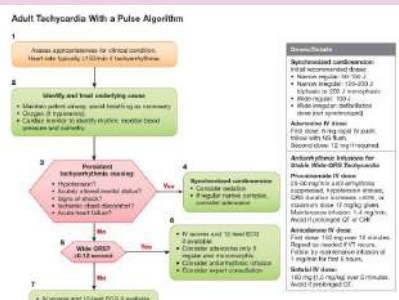 Adult Tachycardia With a Pulse Algorithm
1
Assess appropriateness for clinical condition.
Heart rate typically ≥150/min if tachyarrhythmia.
2
Identify and treat underlying cause
• Maintain patent airway; assist breathing as necessary
• Oxygen (if hypoxemic)
• Cardiac monitor to identify rhythm; monitor blood
pressure and oximetry
3
Persistent
tachyarrhythmia causing:
• Hypotension?
• Acutely altered mental status?
• Signs of shock?
• Ischemic chest discomfort?
• Acute heart failure?
Yes
4
Synchronized cardioversion
• Consider sedation
• If regular narrow complex,
consider adenosine
No
5
Wide QRS?
≥0.12 second
Yes
6
• IV access and 12-lead ECG
if available
• Consider adenosine only if
regular and monomorphic
• Consider antiarrhythmic infusion
• Consider expert consultation
No
7
• IV access and 12-lead ECG if available
Doses/Details
Synchronized cardioversion:
Initial recommended doses:
• Narrow regular: 50-100 J
• Narrow irregular: 120-200 J
biphasic or 200 J monophasic
• Wide regular: 100 J
• Wide irregular: defibrillation
dose (not synchronized)
Adenosine IV dose:
First dose: 6 mg rapid IV push;
follow with NS flush.
Second dose: 12 mg if required.
Antiarrhythmic Infusions for
Stable Wide-QRS Tachycardia
Procainamide IV dose:
20-50 mg/min until arrhythmia
suppressed, hypotension ensues,
QRS duration increases >50%, or
maximum dose 17 mg/kg given.
Maintenance infusion: 1-4 mg/min.
Avoid if prolonged QT or CHF.
Amiodarone IV dose:
First dose: 150 mg over 10 minutes.
Repeat as needed if VT recurs.
Follow by maintenance infusion of
1 mg/min for first 6 hours.
Sotalol IV dose:
100 mg (1.5 mg/kg) over 5 minutes.
Avoid if prolonged QT.